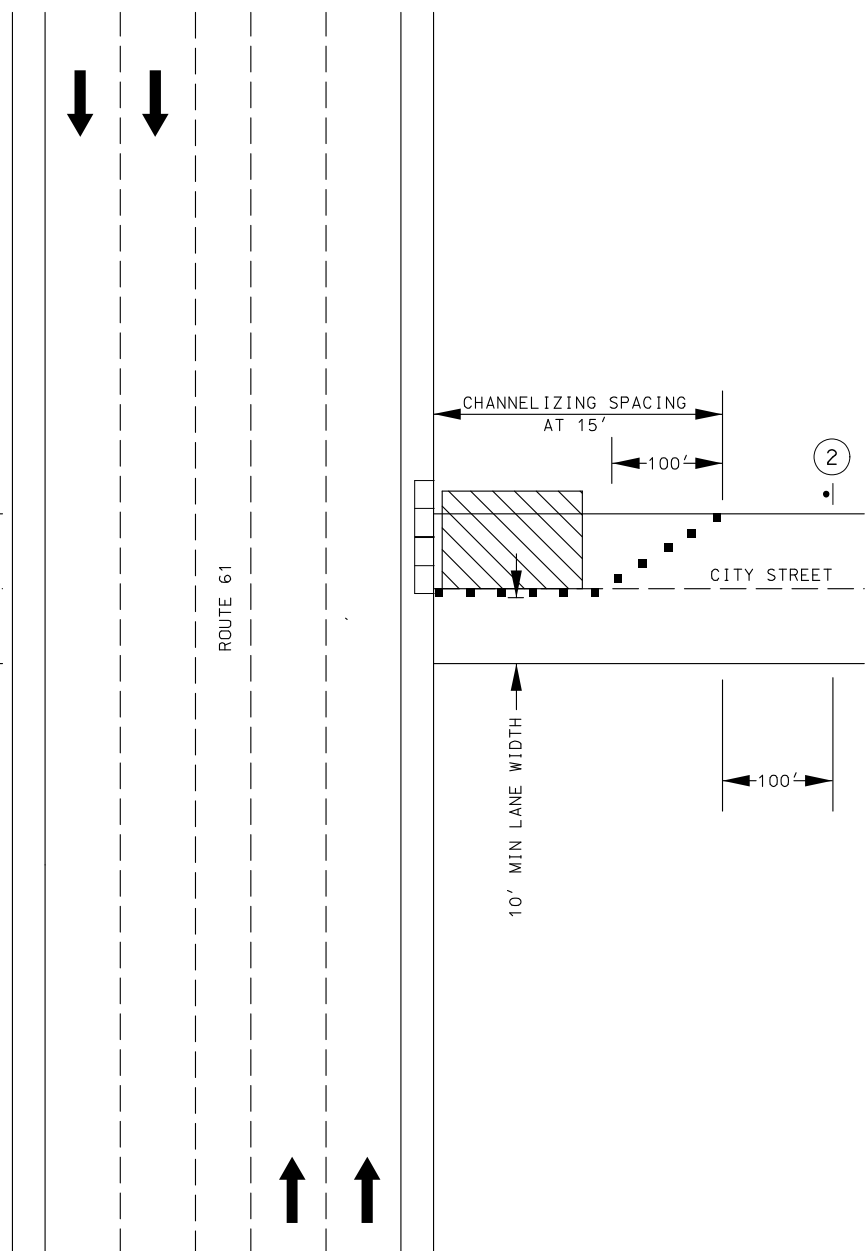 CHANNELIZING SPACING
AT 15'
100'
2
CITY STREET
ROUTE 61
100'
10' MIN LANE WIDTH